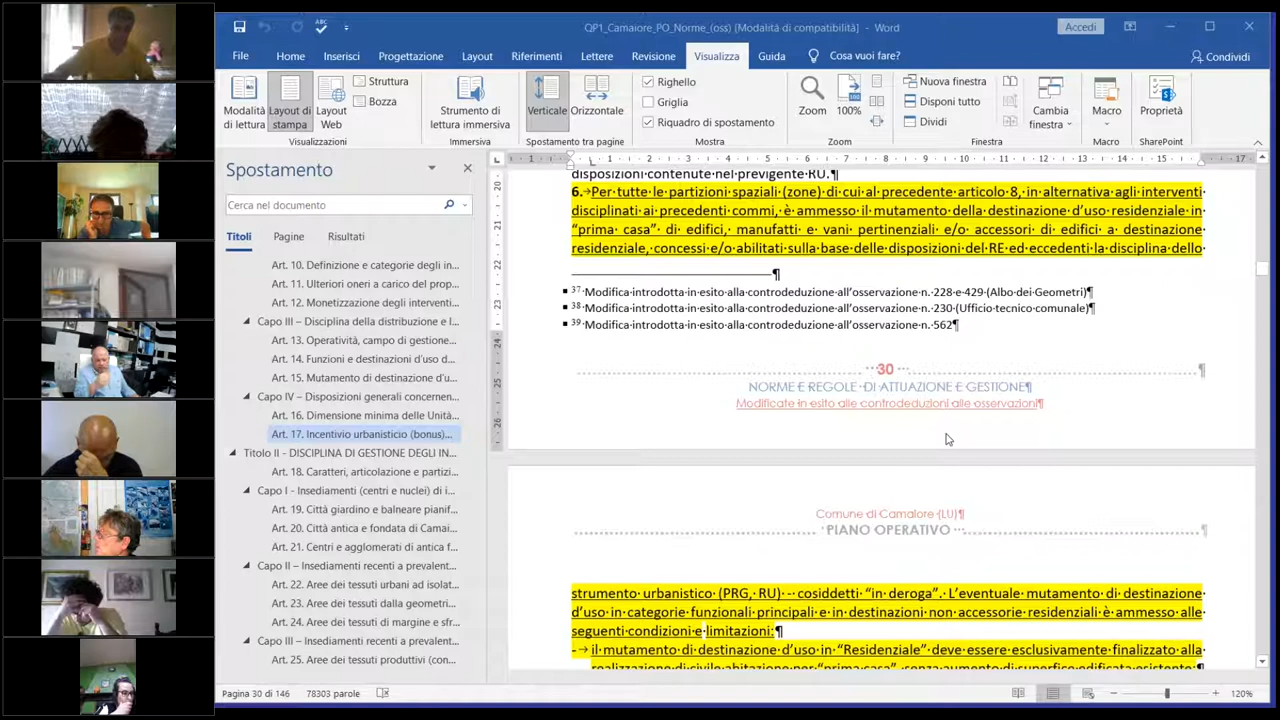 QP1_Camaiore_PO_Norme_(oss) [Modalità di compatibilità] - Word
Accedi
File Home Inserisci Progettazione Layout Riferimenti Lettere Revisione Visualizza Guida Cosa vuoi fare? Condividi
Modalità di lettura
Layout di stampa
Layout Web
Struttura
Bozza
Strumento di lettura immersiva
Verticale
Orizzontale
Righello
Griglia
Riquadro di spostamento
Zoom
100%
Nuova finestra
Disponi tutto
Dividi
Cambia finestra
Macro
Proprietà
Visualizzazioni
Immersiva
Spostamento tra pagine
Mostra
Zoom
Finestra
Macro
SharePoint
Spostamento
Cerca nel documento
Titoli Pagine Risultati
Art. 10. Definizione e categorie degli in...
Art. 11. Ulteriori oneri a carico del prop...
Art. 12. Monetizzazione degli interventi...
Capo III – Disciplina della distribuzione e l...
Art. 13. Operatività, campo di gestione...
Art. 14. Funzioni e destinazioni d'uso d...
Art. 15. Mutamento di destinazione d'u...
Capo IV – Disposizioni generali concernen...
Art. 16. Dimensione minima delle Unità...
Art. 17. Incentivio urbanisticio (bonus)...
Titolo II - DISCIPLINA DI GESTIONE DEGLI IN...
Art. 18. Caratteri, articolazione e partizi...
Capo I - Insediamenti (centri e nuclei) di i...
Art. 19. Città giardino e balneare pianif...
Art. 20. Città antica e fondata di Camai...
Art. 21. Centri e agglomerati di antica f...
Capo II – Insediamenti recenti a prevalent...
Art. 22. Aree dei tessuti urbani ad isolat...
Art. 23. Aree dei tessuti dalla geometri...
Art. 24. Aree dei tessuti di margine e sfr...
Capo III – Insediamenti recenti a prevalent...
Art. 25. Aree dei tessuti produttivi (con...
disposizioni contenute nel previgente RU.¶
6.→Per tutte le partizioni spaziali (zone) di cui al precedente articolo 8, in alternativa agli interventi
disciplinati ai precedenti commi, è ammesso il mutamento della destinazione d'uso residenziale in
“prima casa” di edifici, manufatti e vani pertinenziali e/o accessori di edifici a destinazione
residenziale, concessi e/o abilitati sulla base delle disposizioni del RE ed eccedenti la disciplina dello
37 Modifica introdotta in esito alla controdeduzione all'osservazione n. 228 e 429 (Albo dei Geometri)¶
38 Modifica introdotta in esito alla controdeduzione all'osservazione n. 230 (Ufficio tecnico comunale)¶
39 Modifica introdotta in esito alla controdeduzione all'osservazione n. 562¶
30
NORME E REGOLE DI ATTUAZIONE E GESTIONE¶
Modificate in esito alle controdeduzioni alle osservazioni¶
Comune di Camaiore (LU)¶
PIANO OPERATIVO
strumento urbanistico (PRG, RU) - cosiddetti “in deroga”. L'eventuale mutamento di destinazione
d'uso in categorie funzionali principali e in destinazioni non accessorie residenziali è ammesso alle
seguenti condizioni e limitazioni:¶
-→il mutamento di destinazione d'uso in “Residenziale” deve essere esclusivamente finalizzato alla
realizzazione di civile abitazione per “prima casa” senza aumento di superfice edificata esistente;¶
Pagina 30 di 146 78303 parole
120%